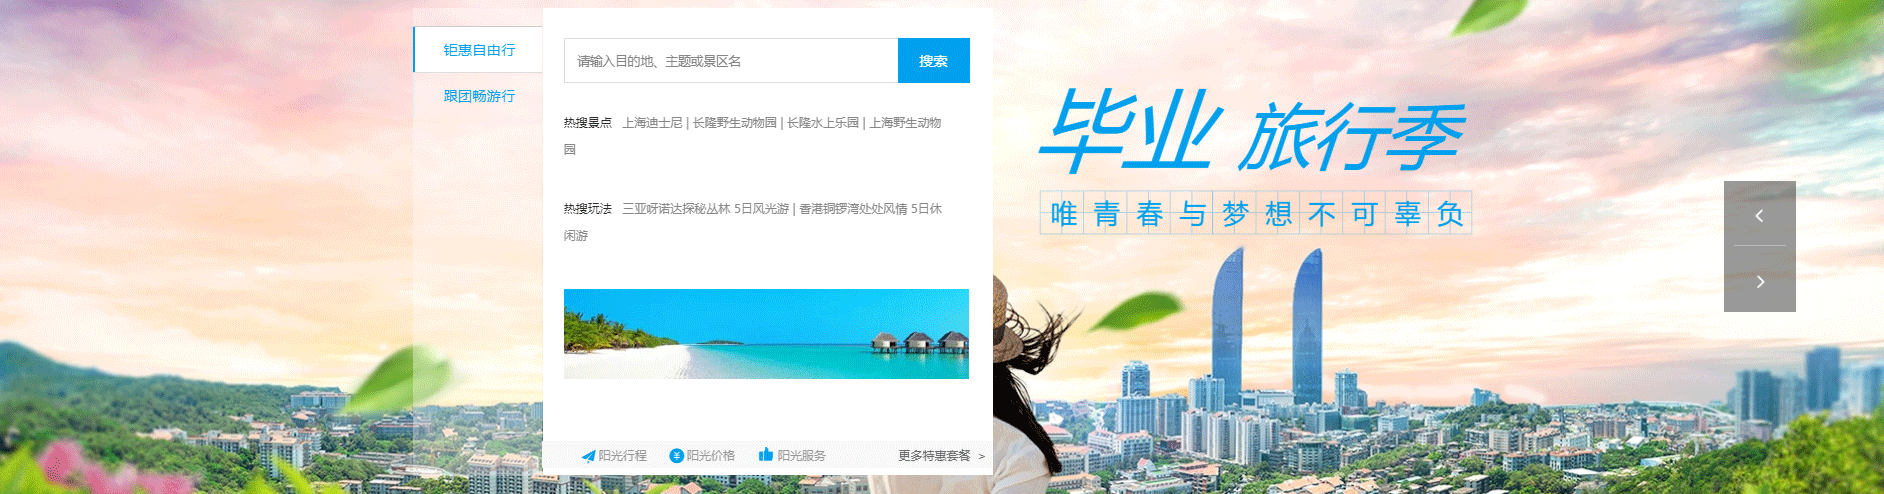 钜惠自由行
跟团畅游行
请输入目的地、主题或景区名
搜索
热搜景点 上海迪士尼 | 长隆野生动物园 | 长隆水上乐园 | 上海野生动物
园
热搜玩法 三亚呀诺达探秘丛林 5日风光游 | 香港铜锣湾处处风情 5日休
闲游
阳光行程 阳光价格 阳光服务 更多特惠套餐 >
毕业 旅行季
唯青春与梦想不可辜负